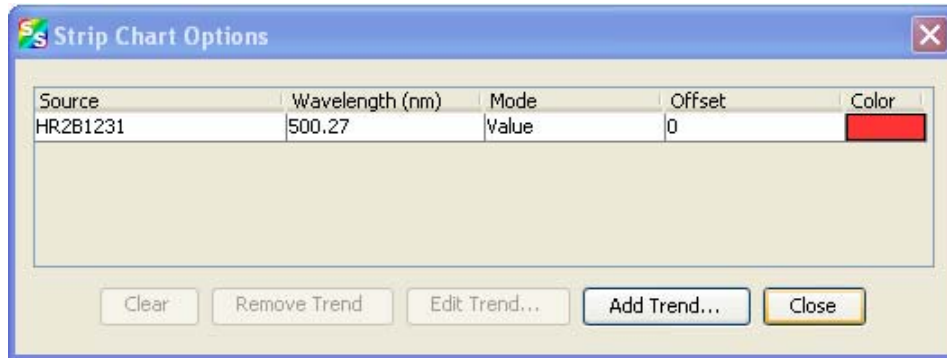 SS Strip Chart Options
Source Wavelength (nm) Mode Offset Color
HR2B1231 500.27 Value 0
Clear Remove Trend Edit Trend... Add Trend... Close